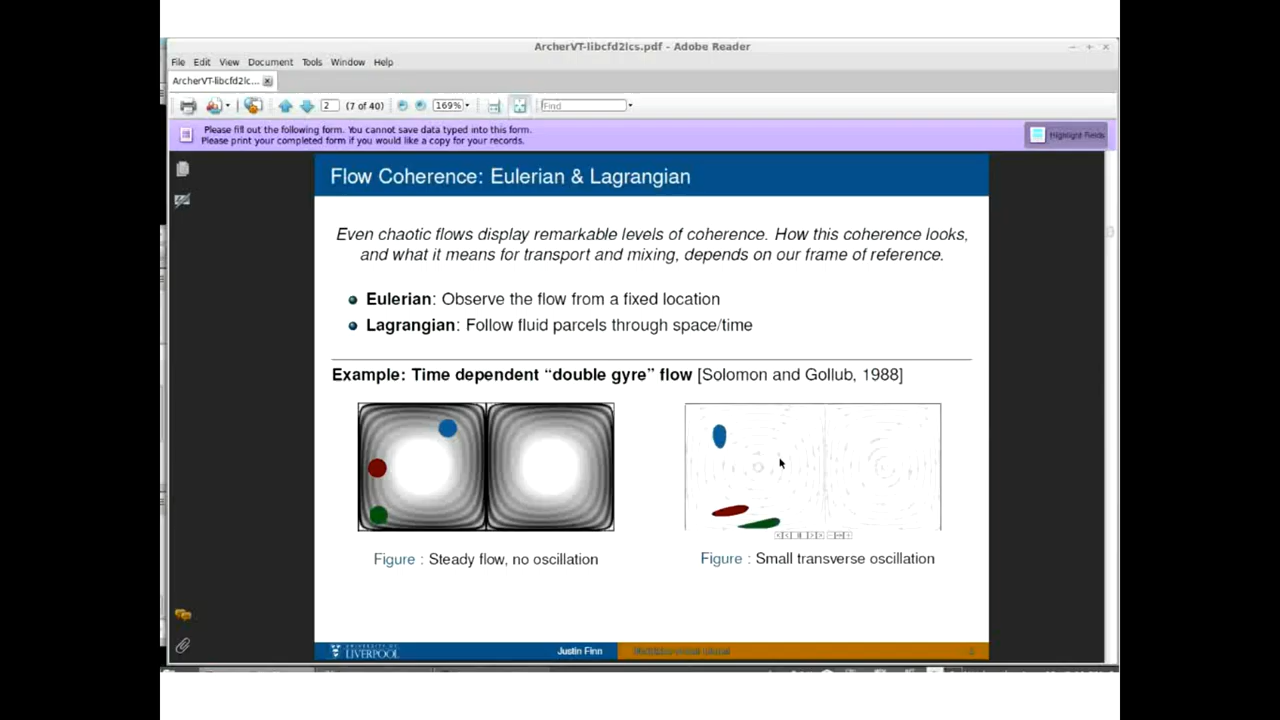 ArcherVT-libcfd2lcs.pdf - Adobe Reader
File Edit View Document Tools Window Help
ArcherVT-libcfd2lc...
2 (7 of 40) 169% Find
Please fill out the following form. You cannot save data typed into this form.
Please print your completed form if you would like a copy for your records.
Highlight Fields
Flow Coherence: Eulerian & Lagrangian
Even chaotic flows display remarkable levels of coherence. How this coherence looks,
and what it means for transport and mixing, depends on our frame of reference.
Eulerian: Observe the flow from a fixed location
Lagrangian: Follow fluid parcels through space/time
Example: Time dependent “double gyre” flow [Solomon and Gollub, 1988]
Figure : Steady flow, no oscillation
Figure : Small transverse oscillation
UNIVERSITY OF
LIVERPOOL
Justin Finn